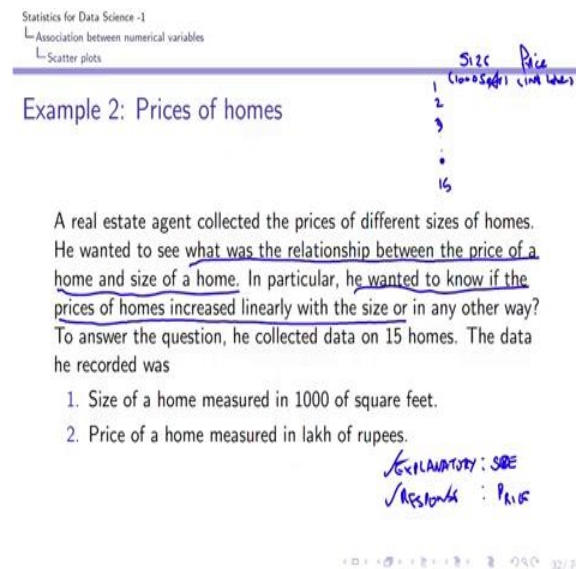 Statistics for Data Science -1
Association between numerical variables
Scatter plots
Size Price
(1000 Sqft) (in lakhs)
1
2
3
15
Example 2: Prices of homes
A real estate agent collected the prices of different sizes of homes.
He wanted to see what was the relationship between the price of a
home and size of a home. In particular, he wanted to know if the
prices of homes increased linearly with the size or in any other way?
To answer the question, he collected data on 15 homes. The data
he recorded was
1. Size of a home measured in 1000 of square feet.
2. Price of a home measured in lakh of rupees.
EXPLANATORY : SIZE
RESPONSE : PRICE